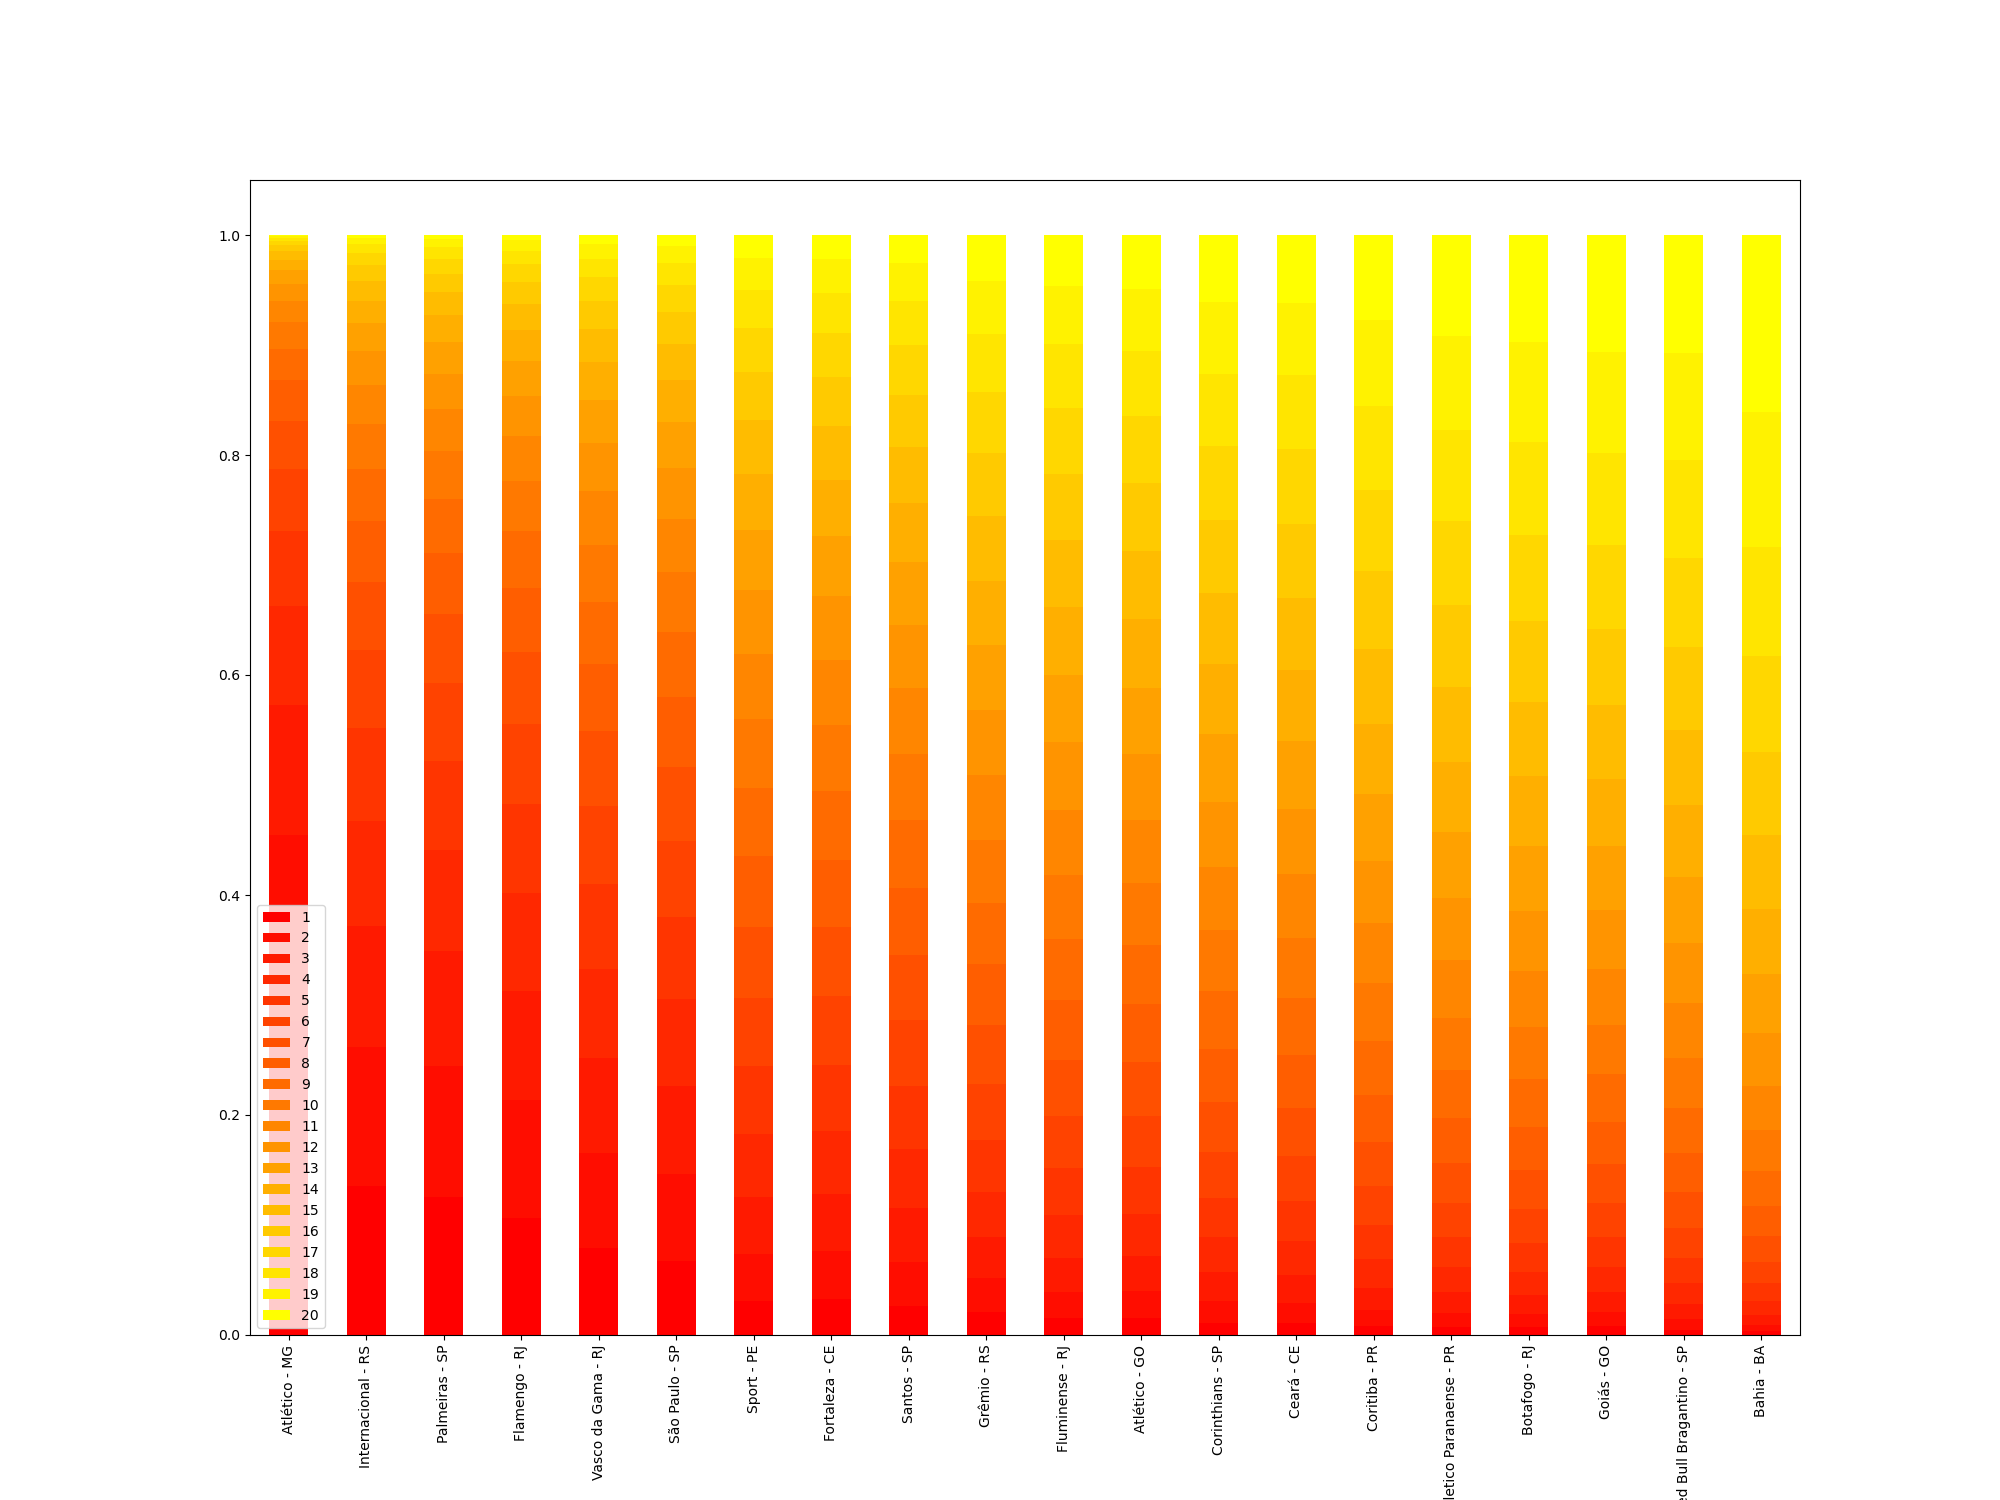 1.0
0.8
0.6
0.4
0.2
0.0
1
2
3
4
5
6
7
8
9
10
11
12
13
14
15
16
17
18
19
20
Atlético - MG
Internacional - RS
Palmeiras - SP
Flamengo - RJ
Vasco da Gama - RJ
São Paulo - SP
Sport - PE
Fortaleza - CE
Santos - SP
Grêmio - RS
Fluminense - RJ
Atlético - GO
Corinthians - SP
Ceará - CE
Coritiba - PR
letico Paranaense - PR
Botafogo - RJ
Goiás - GO
ed Bull Bragantino - SP
Bahia - BA